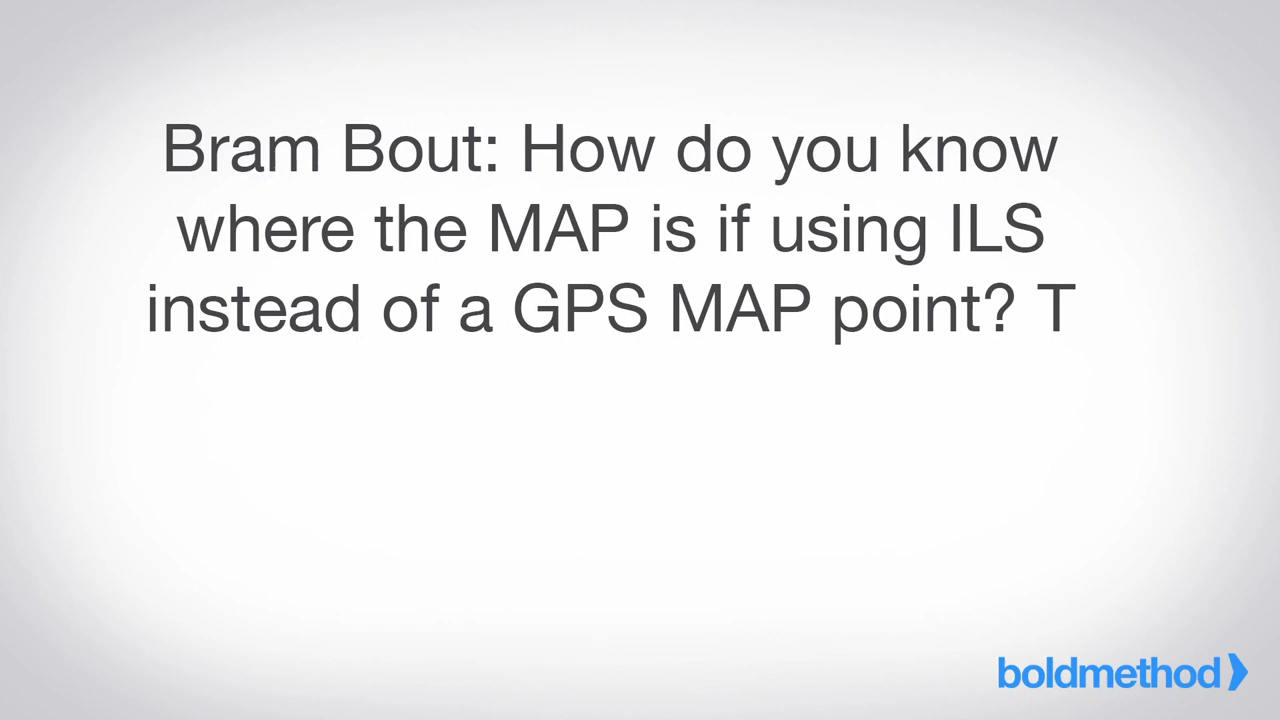 Bram Bout: How do you know
where the MAP is if using ILS
instead of a GPS MAP point? T
boldmethod